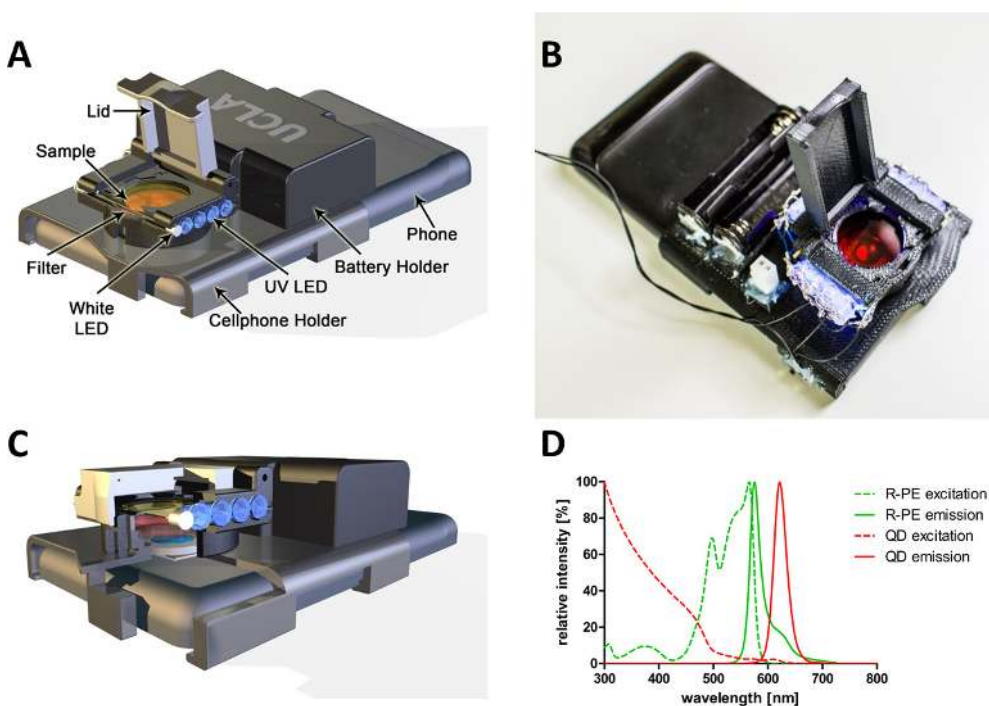 A
Lid
UCLA
Sample
Filter
White
LED
UV LED
Cellphone Holder
Battery Holder
Phone
B
C
D
relative intensity [%]
100
80
60
40
20
0
300
400
500
600
700
800
wavelength [nm]
R-PE excitation
R-PE emission
QD excitation
QD emission